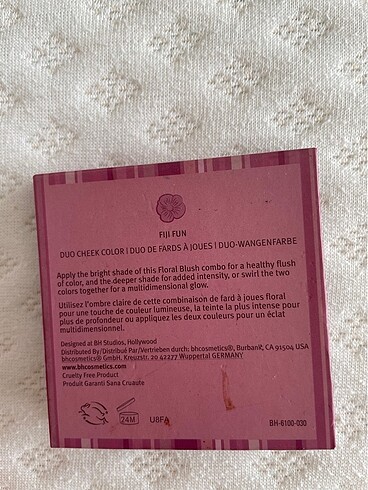 FIJI FUN
DUO CHEEK COLOR | DUO DE FARDS À JOUES | DUO-WANGENFARBE
Apply the bright shade of this Floral Blush combo for a healthy flush
of color, and the deeper shade for added intensity, or swirl the two
colors together for a multidimensional glow.
Utilisez l'ombre claire de cette combinaison de fard à joues floral
pour une touche de couleur lumineuse, la teinte la plus intense pour
plus de profondeur ou appliquez les deux couleurs pour un éclat
multidimensionnel.
Designed at BH Studios, Hollywood
Distributed By/Distribué Par/Vertrieben durch: bhcosmetics®, Burbank, CA 91504 USA
bhcosmetics® GmbH, Kreuzstr. 20 42277 Wuppertal GERMANY
www.bhcosmetics.com
Cruelty Free Product
Produit Garanti Sans Cruauté
24M
U8FA
BH-6100-030